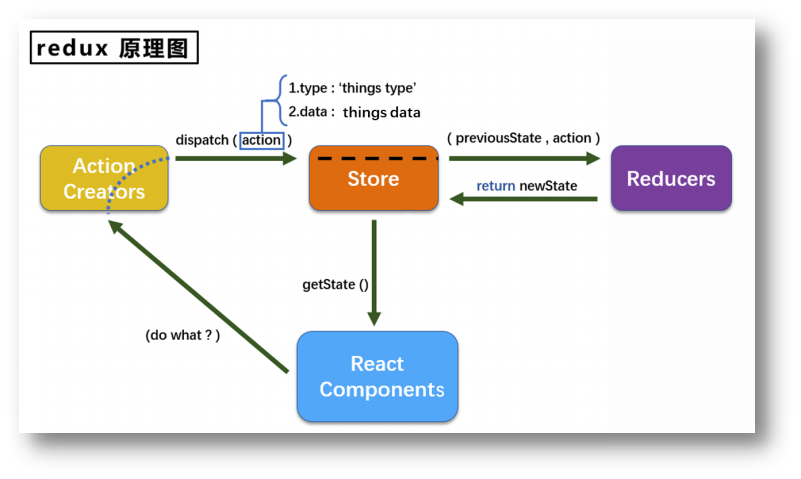 redux 原理图
1.type : ‘things type’
2.data : things data
dispatch ( action )
( previousState , action )
Action
Creators
Store
Reducers
return newState
getState ()
(do what ? )
React
Components